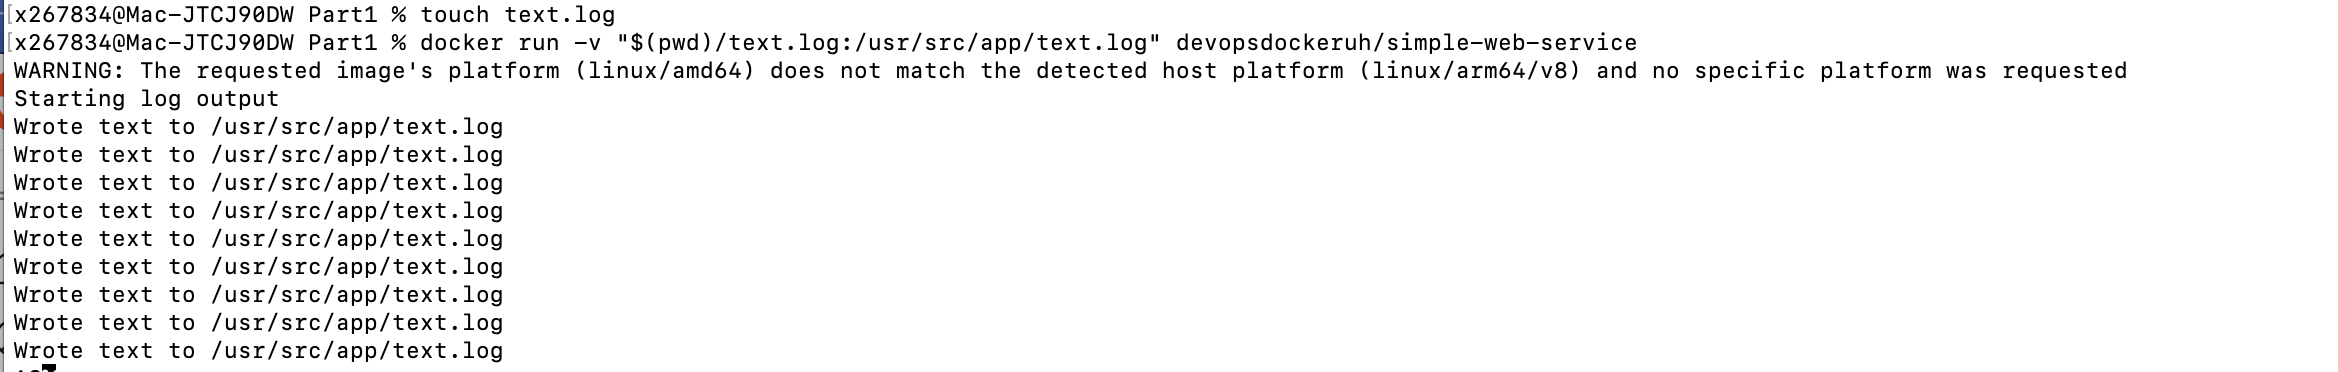 [x267834@Mac-JTCJ90DW Part1 % touch text.log
[x267834@Mac-JTCJ90DW Part1 % docker run -v "$(pwd)/text.log:/usr/src/app/text.log" devopsdockeruh/simple-web-service
WARNING: The requested image's platform (linux/amd64) does not match the detected host platform (linux/arm64/v8) and no specific platform was requested
Starting log output
Wrote text to /usr/src/app/text.log
Wrote text to /usr/src/app/text.log
Wrote text to /usr/src/app/text.log
Wrote text to /usr/src/app/text.log
Wrote text to /usr/src/app/text.log
Wrote text to /usr/src/app/text.log
Wrote text to /usr/src/app/text.log
Wrote text to /usr/src/app/text.log
Wrote text to /usr/src/app/text.log